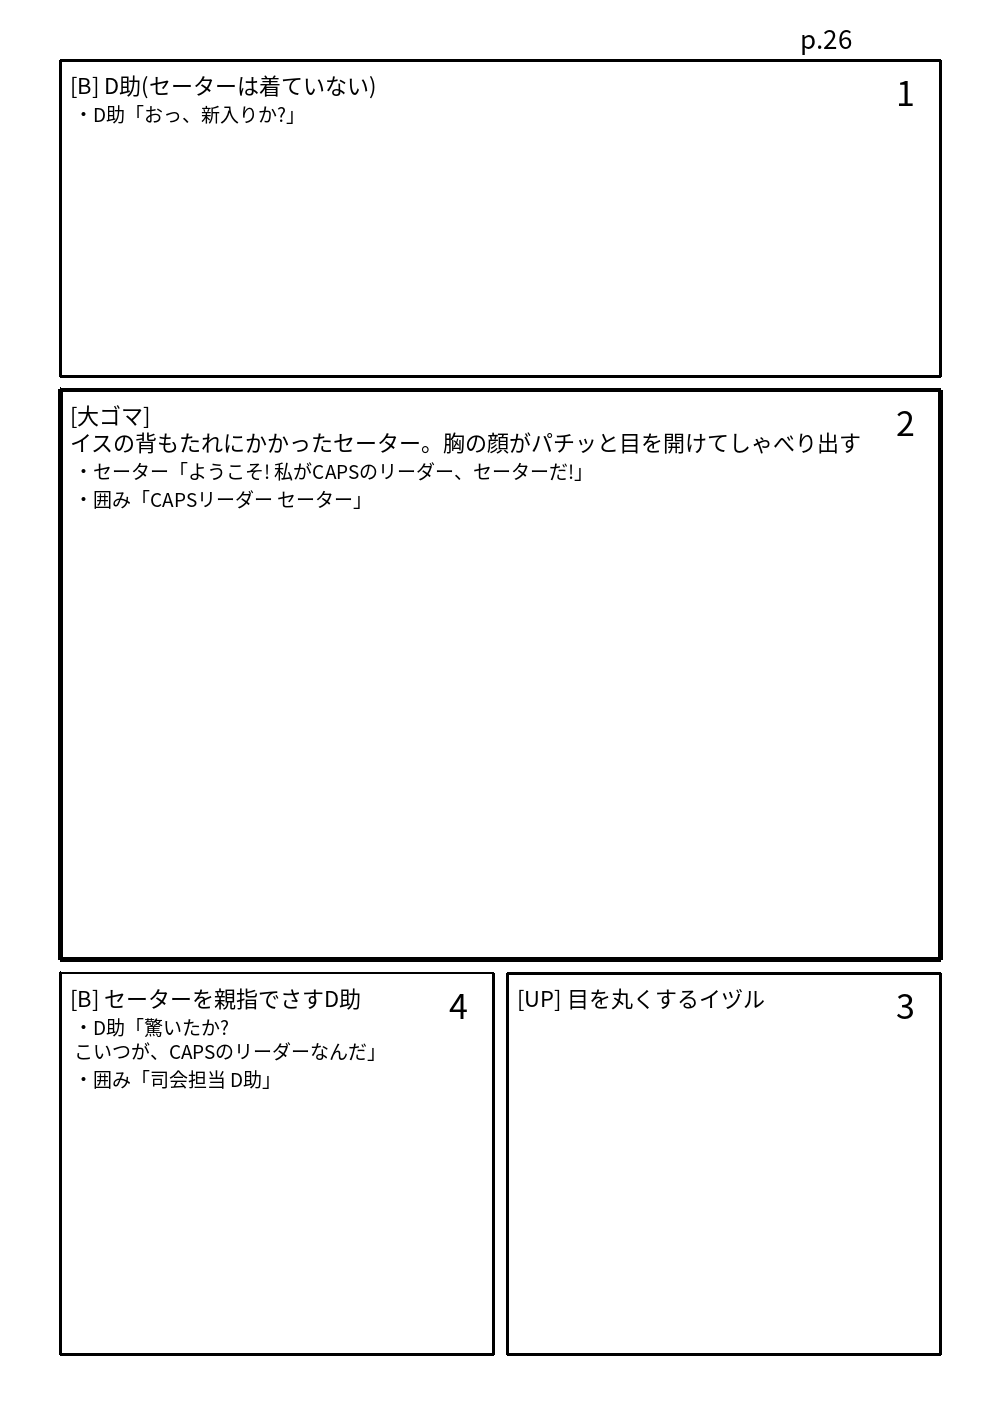 p.26
1
[B] D助(セーターは着ていない)
・D助「おっ、新入りか?」
2
[大ゴマ]
イスの背もたれにかかったセーター。胸の顔がパチッと目を開けてしゃべり出す
・セーター「ようこそ! 私がCAPSのリーダー、セーターだ!」
・囲み「CAPSリーダー セーター」
3
[UP] 目を丸くするイヅル
4
[B] セーターを親指でさすD助
・D助「驚いたか?
こいつが、CAPSのリーダーなんだ」
・囲み「司会担当 D助」